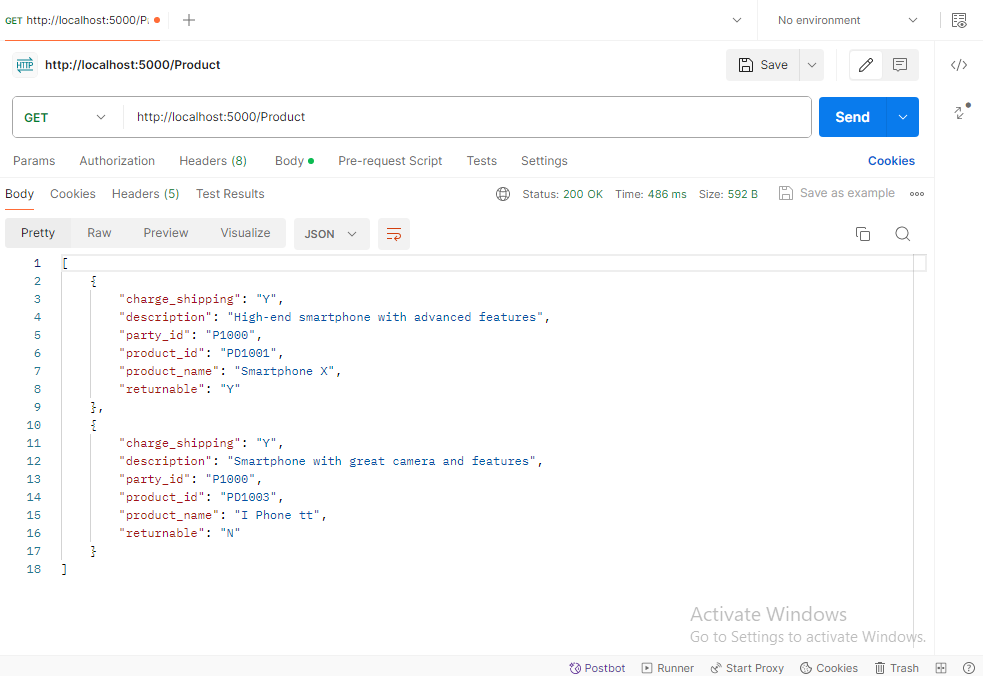 GET http://localhost:5000/P
No environment
HTTP http://localhost:5000/Product
Save
GET http://localhost:5000/Product
Send
Params Authorization Headers (8) Body Pre-request Script Tests Settings Cookies
Body Cookies Headers (5) Test Results Status: 200 OK Time: 486 ms Size: 592 B Save as example
Pretty Raw Preview Visualize JSON
1 [
2 {
3 "charge_shipping": "Y",
4 "description": "High-end smartphone with advanced features",
5 "party_id": "P1000",
6 "product_id": "PD1001",
7 "product_name": "Smartphone X",
8 "returnable": "Y"
9 },
10 {
11 "charge_shipping": "Y",
12 "description": "Smartphone with great camera and features",
13 "party_id": "P1000",
14 "product_id": "PD1003",
15 "product_name": "I Phone tt",
16 "returnable": "N"
17 }
18 ]
Activate Windows
Go to Settings to activate Windows.
Postbot Runner Start Proxy Cookies Trash